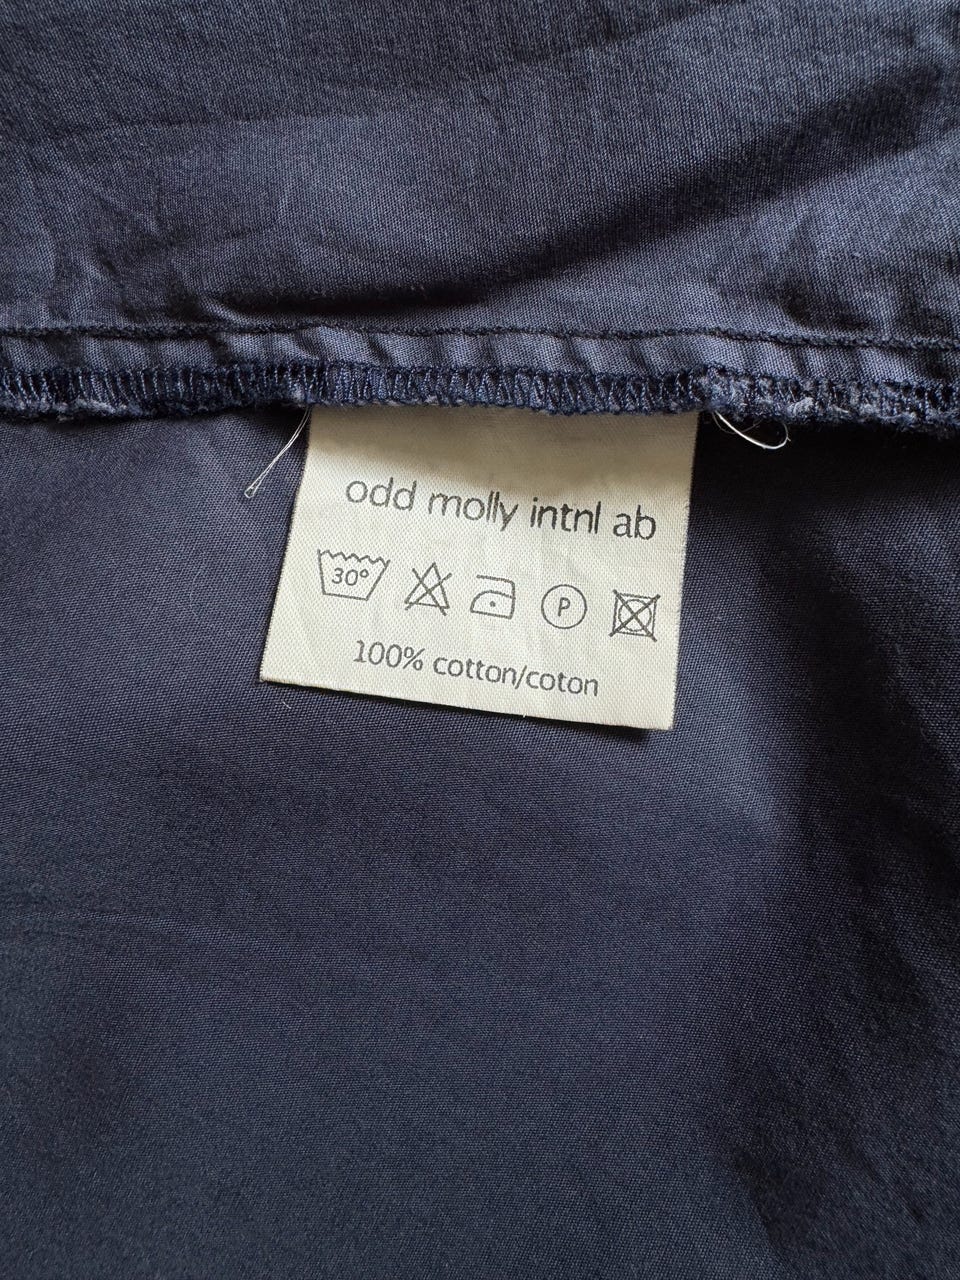 odd molly intnl ab
30° P
100% cotton/coton